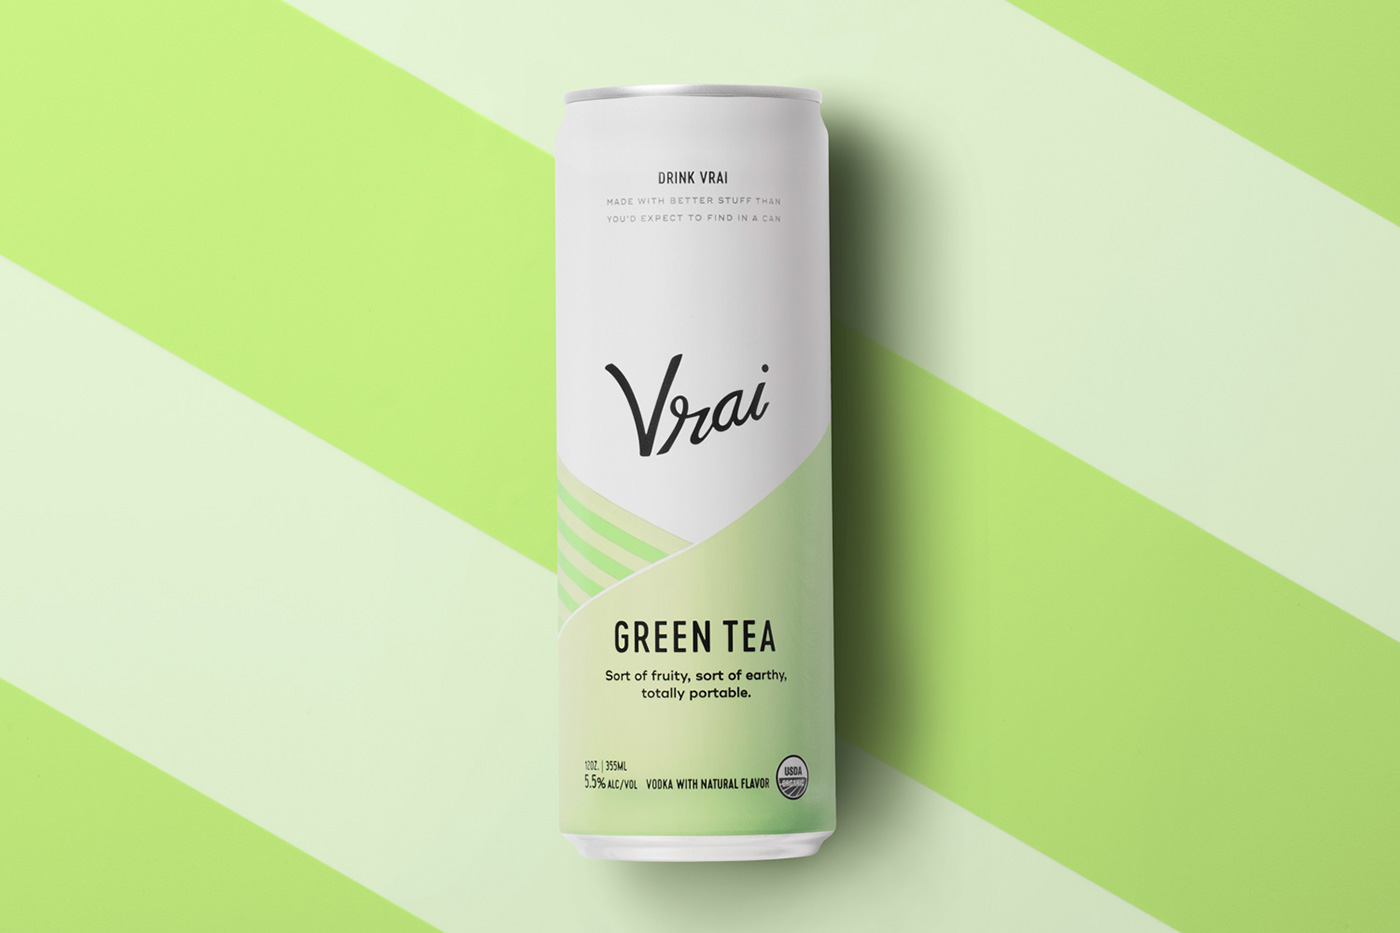 DRINK VRAI
MADE WITH BETTER STUFF THAN
YOU'D EXPECT TO FIND IN A CAN
Vrai
GREEN TEA
Sort of fruity, sort of earthy,
totally portable.
12OZ. | 355ML
5.5% ALC/VOL VODKA WITH NATURAL FLAVOR
USDA
ORGANIC